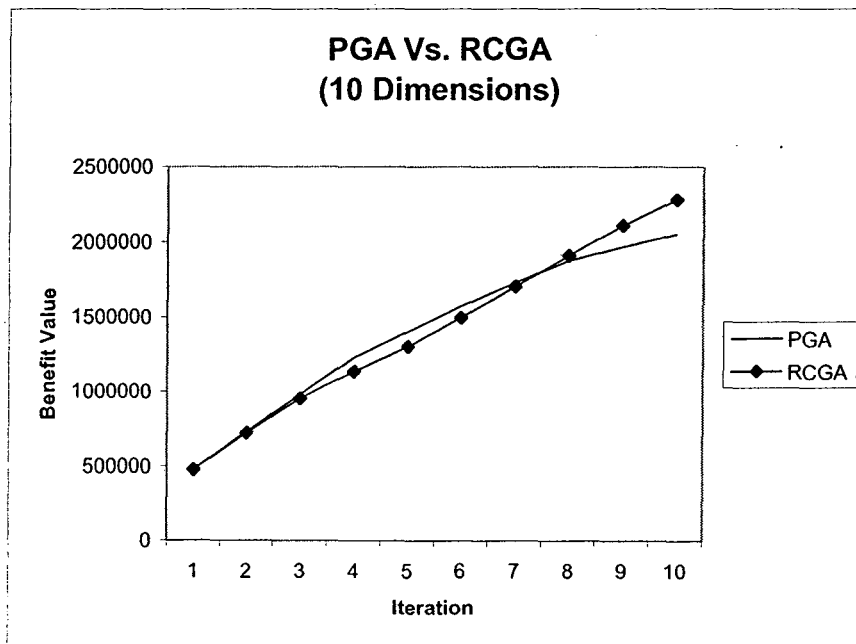 PGA Vs. RCGA
(10 Dimensions)
2500000
2000000
1500000
1000000
500000
0
Benefit Value
1 2 3 4 5 6 7 8 9 10
Iteration
PGA
RCGA